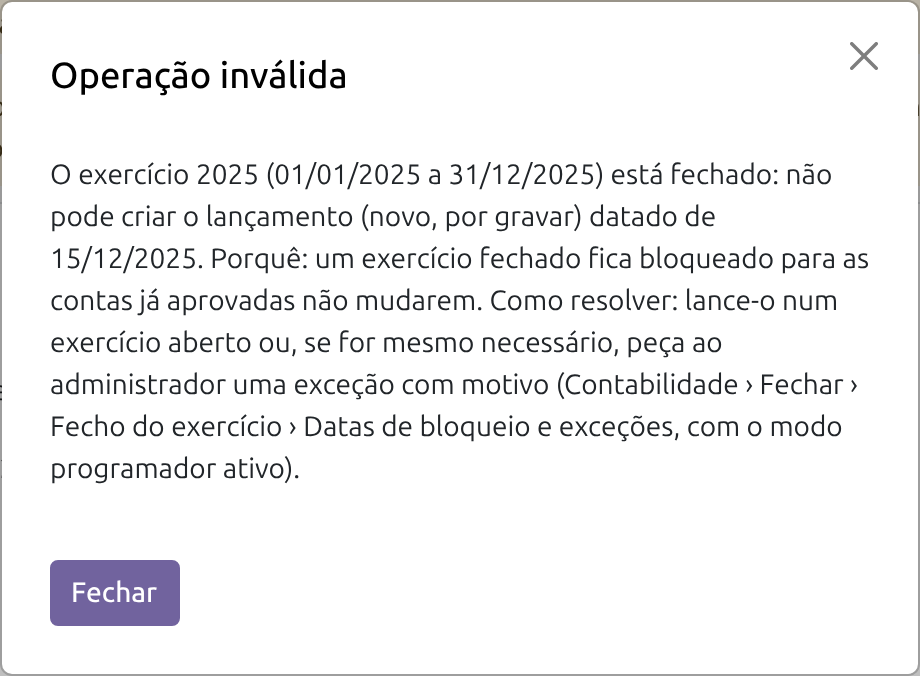 Operação inválida
O exercício 2025 (01/01/2025 a 31/12/2025) está fechado: não
pode criar o lançamento (novo, por gravar) datado de
15/12/2025. Porquê: um exercício fechado fica bloqueado para as
contas já aprovadas não mudarem. Como resolver: lance-o num
exercício aberto ou, se for mesmo necessário, peça ao
administrador uma exceção com motivo (Contabilidade › Fechar ›
Fecho do exercício › Datas de bloqueio e exceções, com o modo
programador ativo).
Fechar